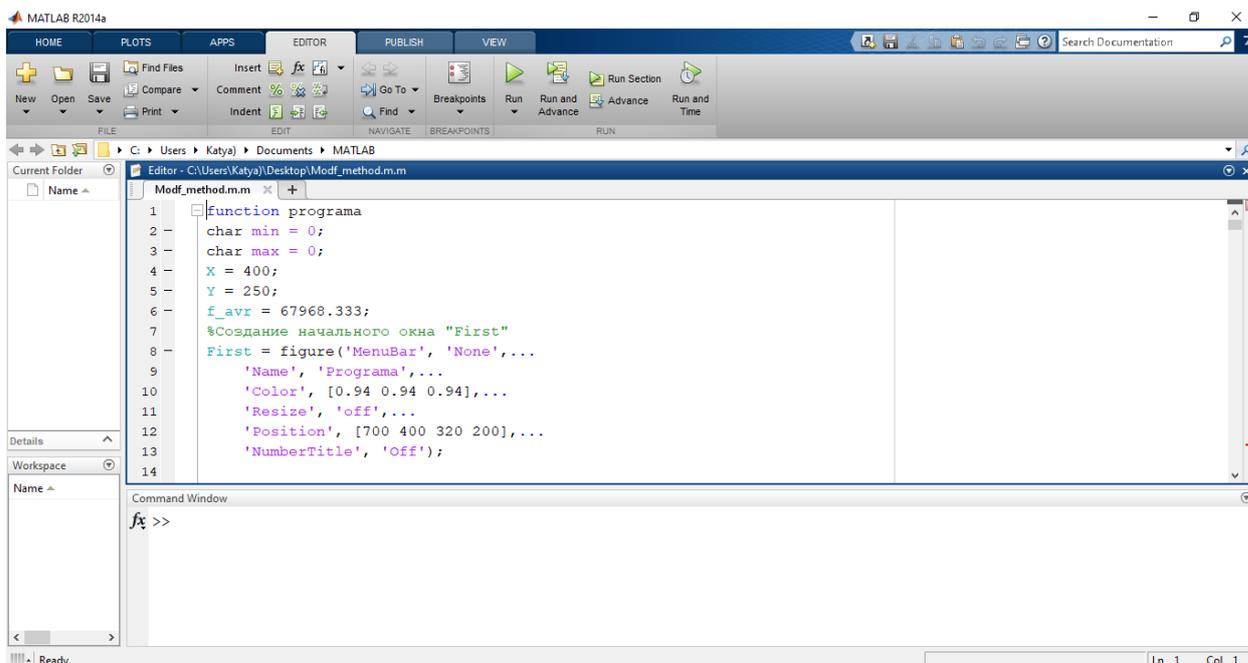 MATLAB R2014a
HOME PLOTS APPS EDITOR PUBLISH VIEW Search Documentation
New Open Save Find Files Compare Print
FILE
Insert fx
Comment
Indent
EDIT
Go To
Find
NAVIGATE
Breakpoints
BREAKPOINTS
Run Run and Advance Run Section Advance Run and Time
RUN
C: Users Katya) Documents MATLAB
Current Folder
Name
Details
Workspace
Name
Editor - C:\Users\Katya)\Desktop\Modf_method.m.m
Modf_method.m.m +
1 function programa
2 – char min = 0;
3 – char max = 0;
4 – X = 400;
5 – Y = 250;
6 – f_avr = 67968.333;
7 %Создание начального окна "First"
8 – First = figure('MenuBar', 'None',...
9 'Name', 'Programa',...
10 'Color', [0.94 0.94 0.94],...
11 'Resize', 'off',...
12 'Position', [700 400 320 200],...
13 'NumberTitle', 'Off');
14
Command Window
fx >>
Ready
Ln 1 Col 1